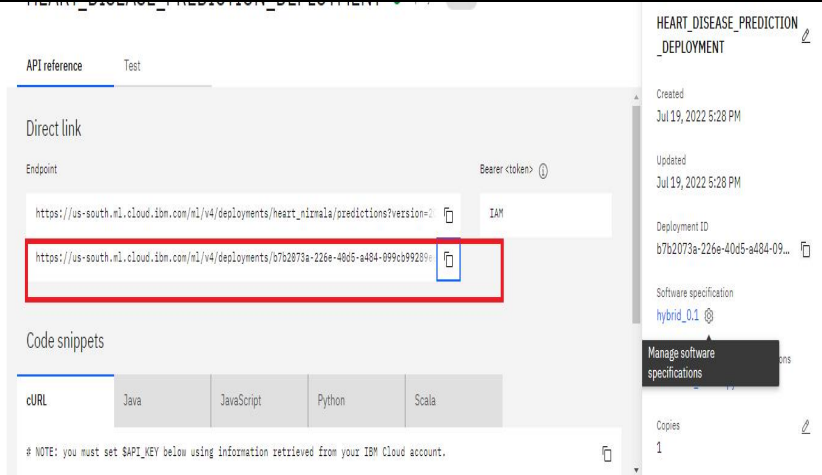 HEART_DISEASE_PREDICTION_DEPLOYMENT
API reference
Test
Direct link
Endpoint
Bearer <token>
https://us-south.ml.cloud.ibm.com/ml/v4/deployments/heart_nirmala/predictions?version=2
IAM
https://us-south.ml.cloud.ibm.com/ml/v4/deployments/b7b2073a-226e-40d5-a484-099cb99289e
Code snippets
cURL
Java
JavaScript
Python
Scala
# NOTE: you must set $API_KEY below using information retrieved from your IBM Cloud account.
HEART_DISEASE_PREDICTION
_DEPLOYMENT
Created
Jul 19, 2022 5:28 PM
Updated
Jul 19, 2022 5:28 PM
Deployment ID
b7b2073a-226e-40d5-a484-09...
Software specification
hybrid_0.1
Manage software
specifications
Copies
1